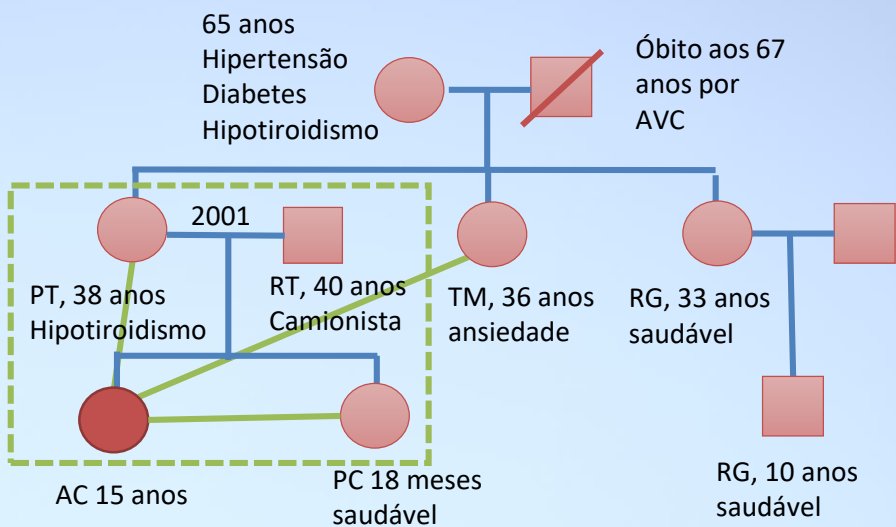 65 anos
Hipertensão
Diabetes
Hipotiroidismo
Óbito aos 67
anos por
AVC
2001
PT, 38 anos
Hipotiroidismo
RT, 40 anos
Camionista
TM, 36 anos
ansiedade
RG, 33 anos
saudável
AC 15 anos
PC 18 meses
saudável
RG, 10 anos
saudável